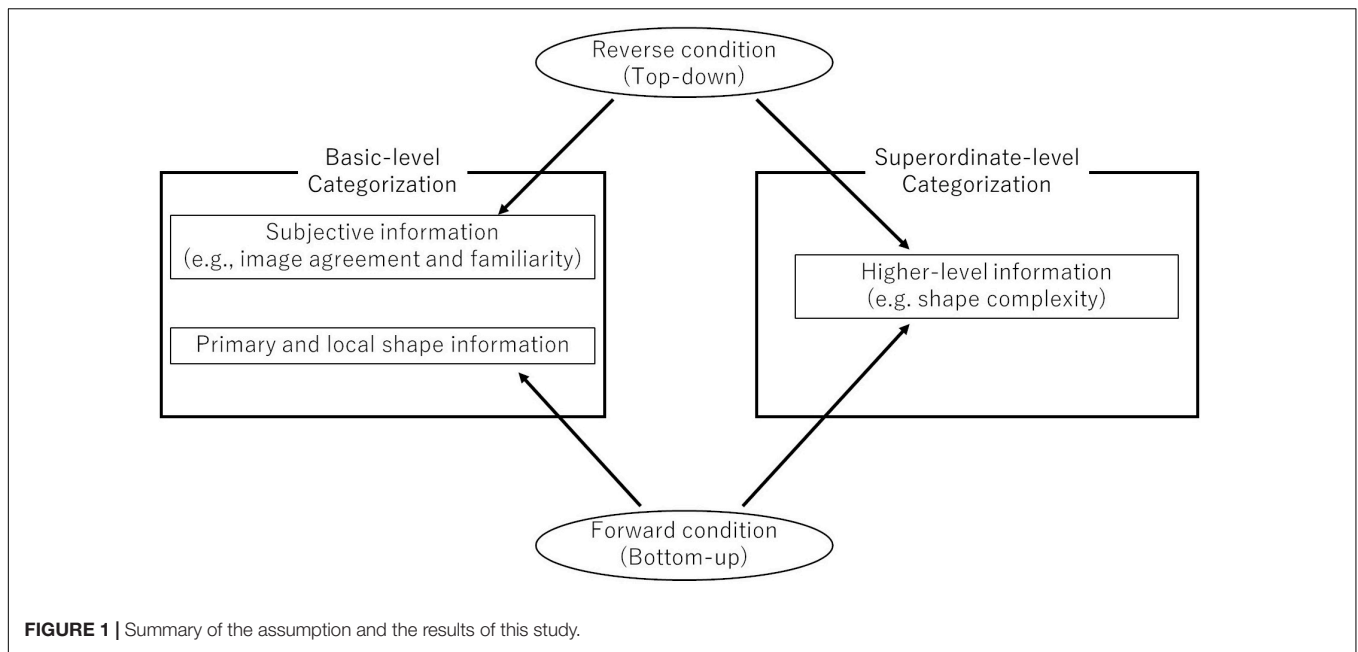 Reverse condition
(Top-down)
Basic-level
Categorization
Superordinate-level
Categorization
Subjective information
(e.g., image agreement and familiarity)
Higher-level information
(e.g. shape complexity)
Primary and local shape information
Forward condition
(Bottom-up)
FIGURE 1 | Summary of the assumption and the results of this study.